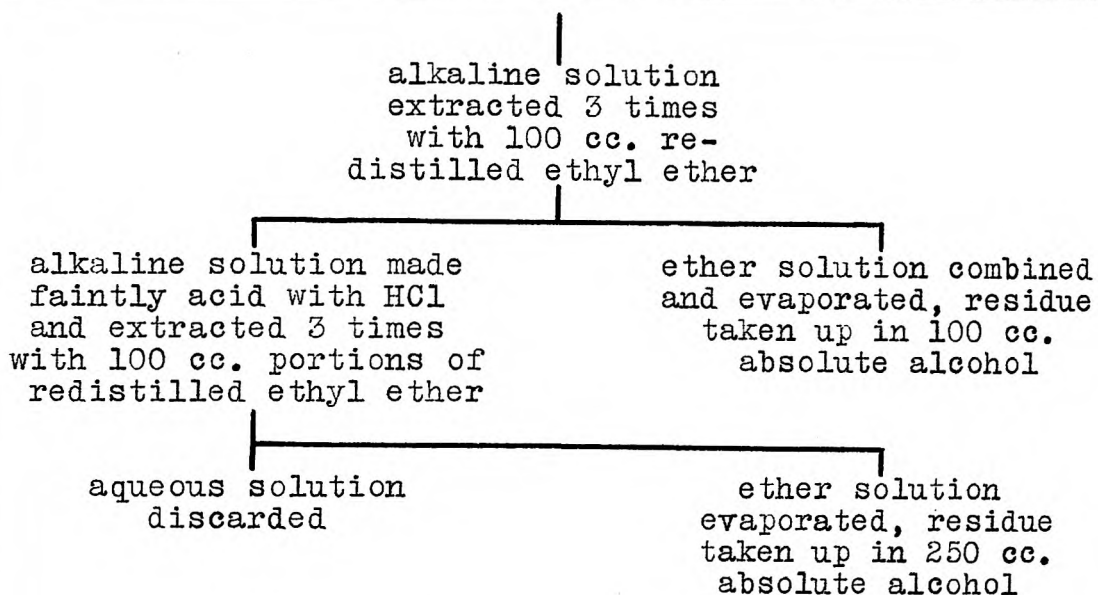 alkaline solution
extracted 3 times
with 100 cc. re-
distilled ethyl ether
alkaline solution made
faintly acid with HCl
and extracted 3 times
with 100 cc. portions of
redistilled ethyl ether
ether solution combined
and evaporated, residue
taken up in 100 cc.
absolute alcohol
aqueous solution
discarded
ether solution
evaporated, residue
taken up in 250 cc.
absolute alcohol